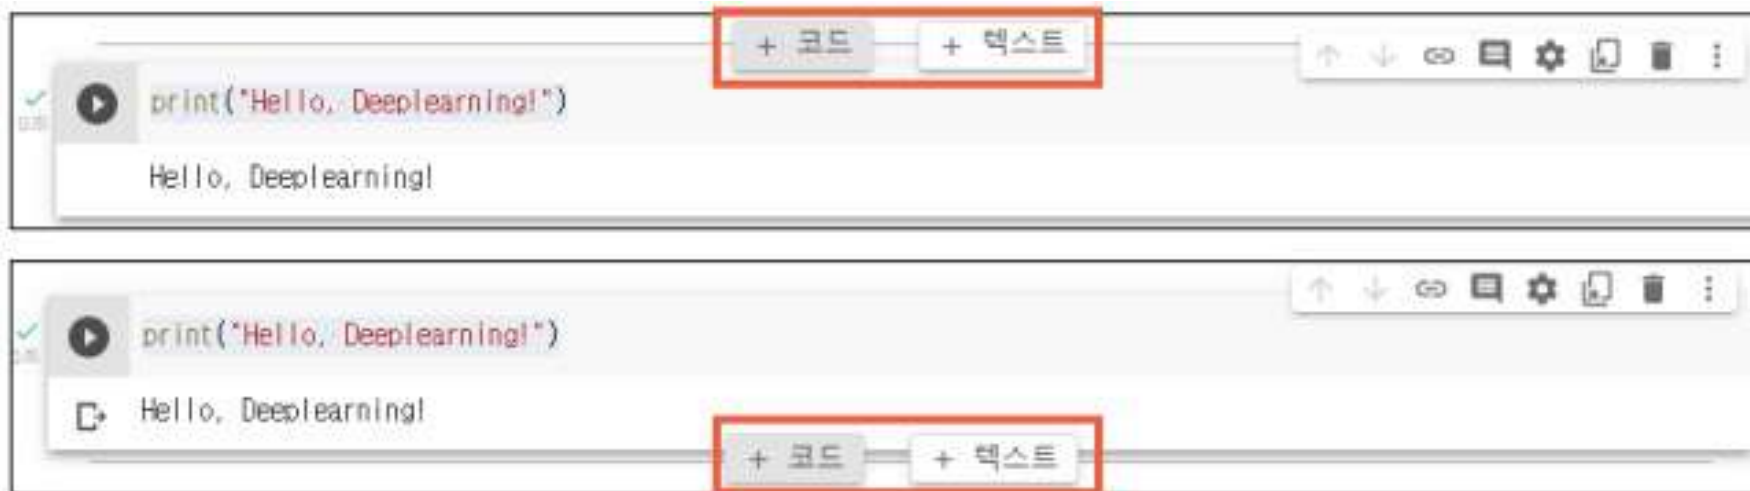 + 코드 + 텍스트
print("Hello, Deeplearning!")
Hello, Deeplearning!
print("Hello, Deeplearning!")
Hello, Deeplearning!
+ 코드 + 텍스트